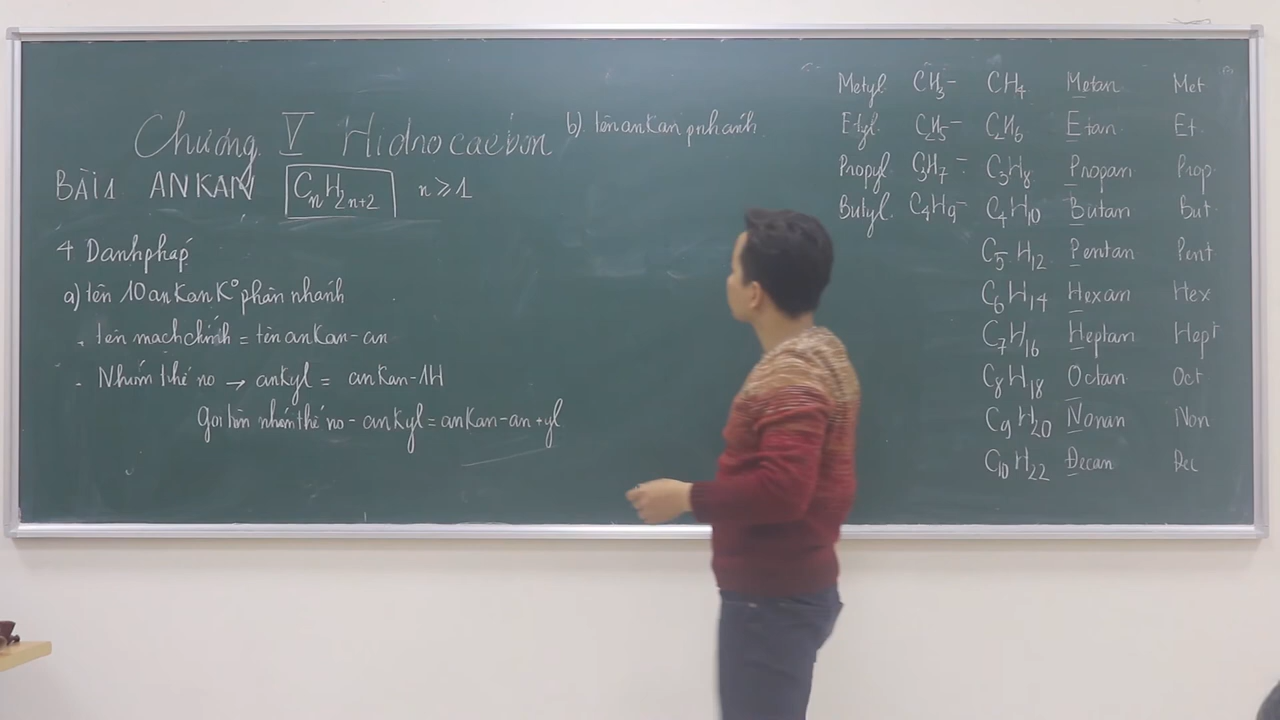 Chương V Hidrocacbon
BÀI 1 ANKAN CnH2n+2 n ≥ 1
4 Danh pháp
a) tên 10 ankan K° phân nhánh
. tên mạch chính = tên ankan - an
. Nhóm thế no → ankyl = ankan - 1H
Gọi tên nhóm thế no - ankyl = ankan - an + yl
b) tên ankan p nhánh
Metyl CH3- CH4 Metan Met
Etyl C2H5- C2H6 Etan Et
Propyl C3H7- C3H8 Propan Prop
Butyl C4H9- C4H10 Butan But
C5H12 Pentan Pent
C6H14 Hexan Hex
C7H16 Heptan Hept
C8H18 Octan Oct
C9H20 Nonan Non
C10H22 Đecan Đec